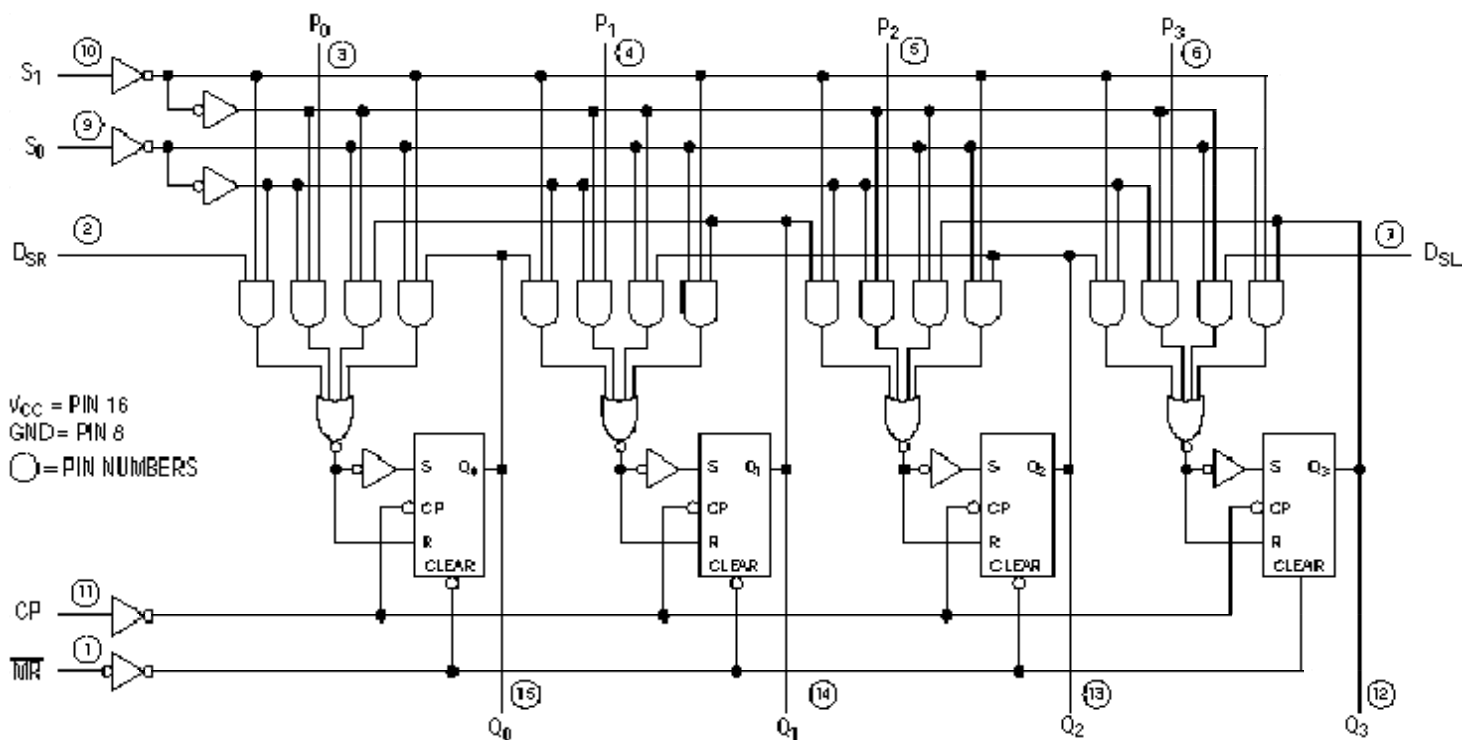 P0 P1 P2 P3
10 3 4 5 6
S1
9
S0
2 7
DSR DSL
VCC = PIN 16
GND = PIN 8
= PIN NUMBERS
S Q0 S Q1 S Q2 S Q3
CP CP CP CP
R R R R
CLEAR CLEAR CLEAR CLEAR
11
CP
1
MR
15 14 13 12
Q0 Q1 Q2 Q3